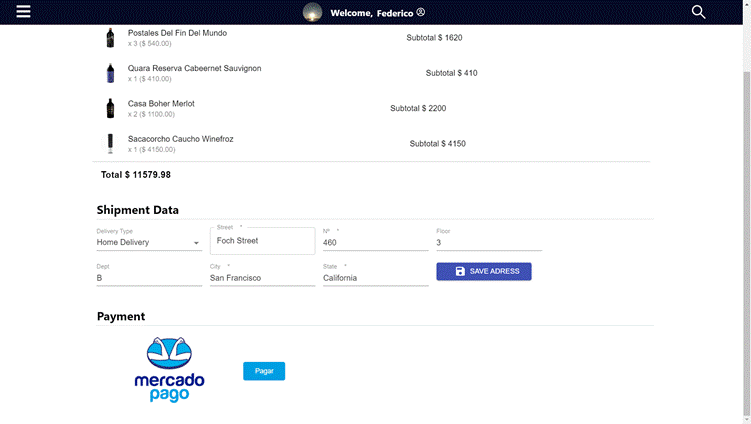 Welcome, Federico
Postales Del Fin Del Mundo
x 3 ($ 540.00)
Subtotal $ 1620
Quara Reserva Cabeernet Sauvignon
x 1 ($ 410.00)
Subtotal $ 410
Casa Boher Merlot
x 2 ($ 1100.00)
Subtotal $ 2200
Sacacorcho Caucho Winefroz
x 1 ($ 4150.00)
Subtotal $ 4150
Total $ 11579.98
Shipment Data
Delivery Type
Home Delivery
Street *
Foch Street
Nº *
460
Floor
3
Dept
B
City *
San Francisco
State *
California
SAVE ADRESS
Payment
mercado
pago
Pagar